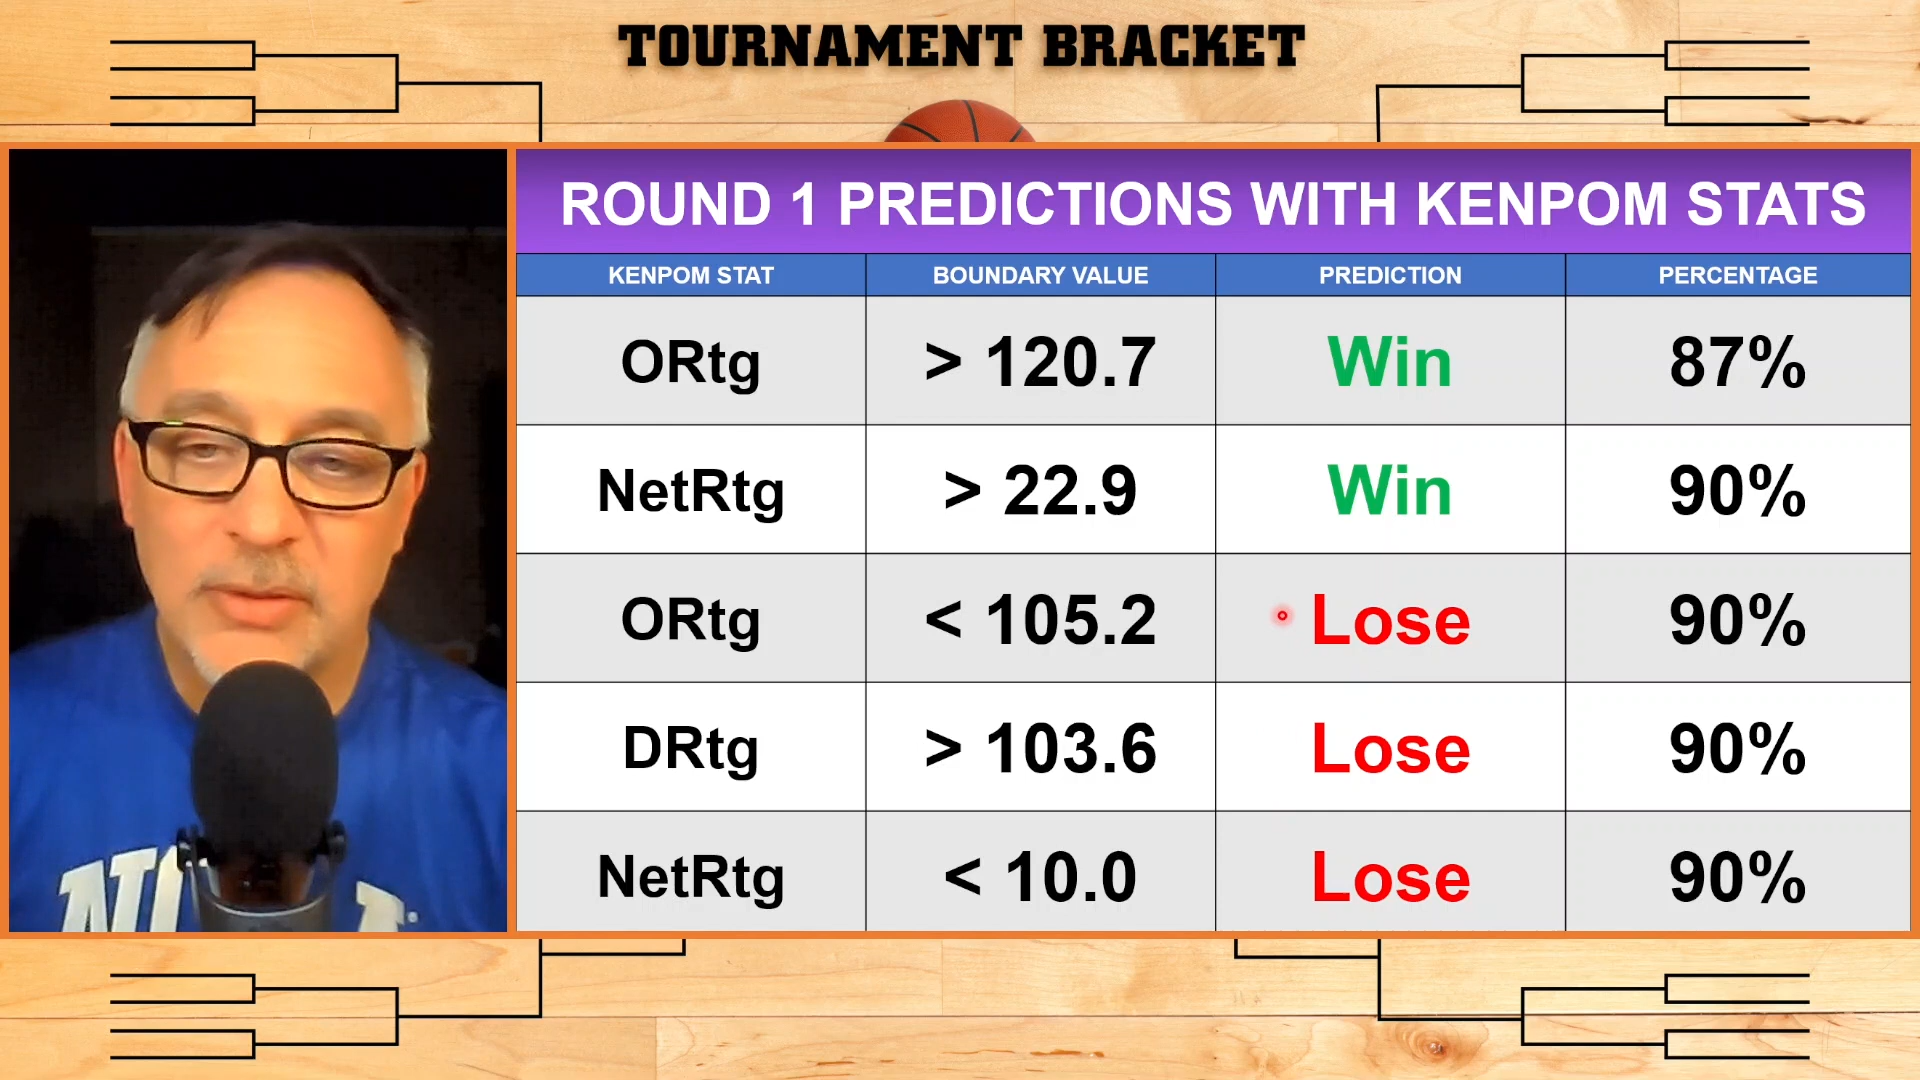 TOURNAMENT BRACKET
ROUND 1 PREDICTIONS WITH KENPOM STATS
KENPOM STAT BOUNDARY VALUE PREDICTION PERCENTAGE
ORtg > 120.7 Win 87%
NetRtg > 22.9 Win 90%
ORtg < 105.2 Lose 90%
DRtg > 103.6 Lose 90%
NetRtg < 10.0 Lose 90%